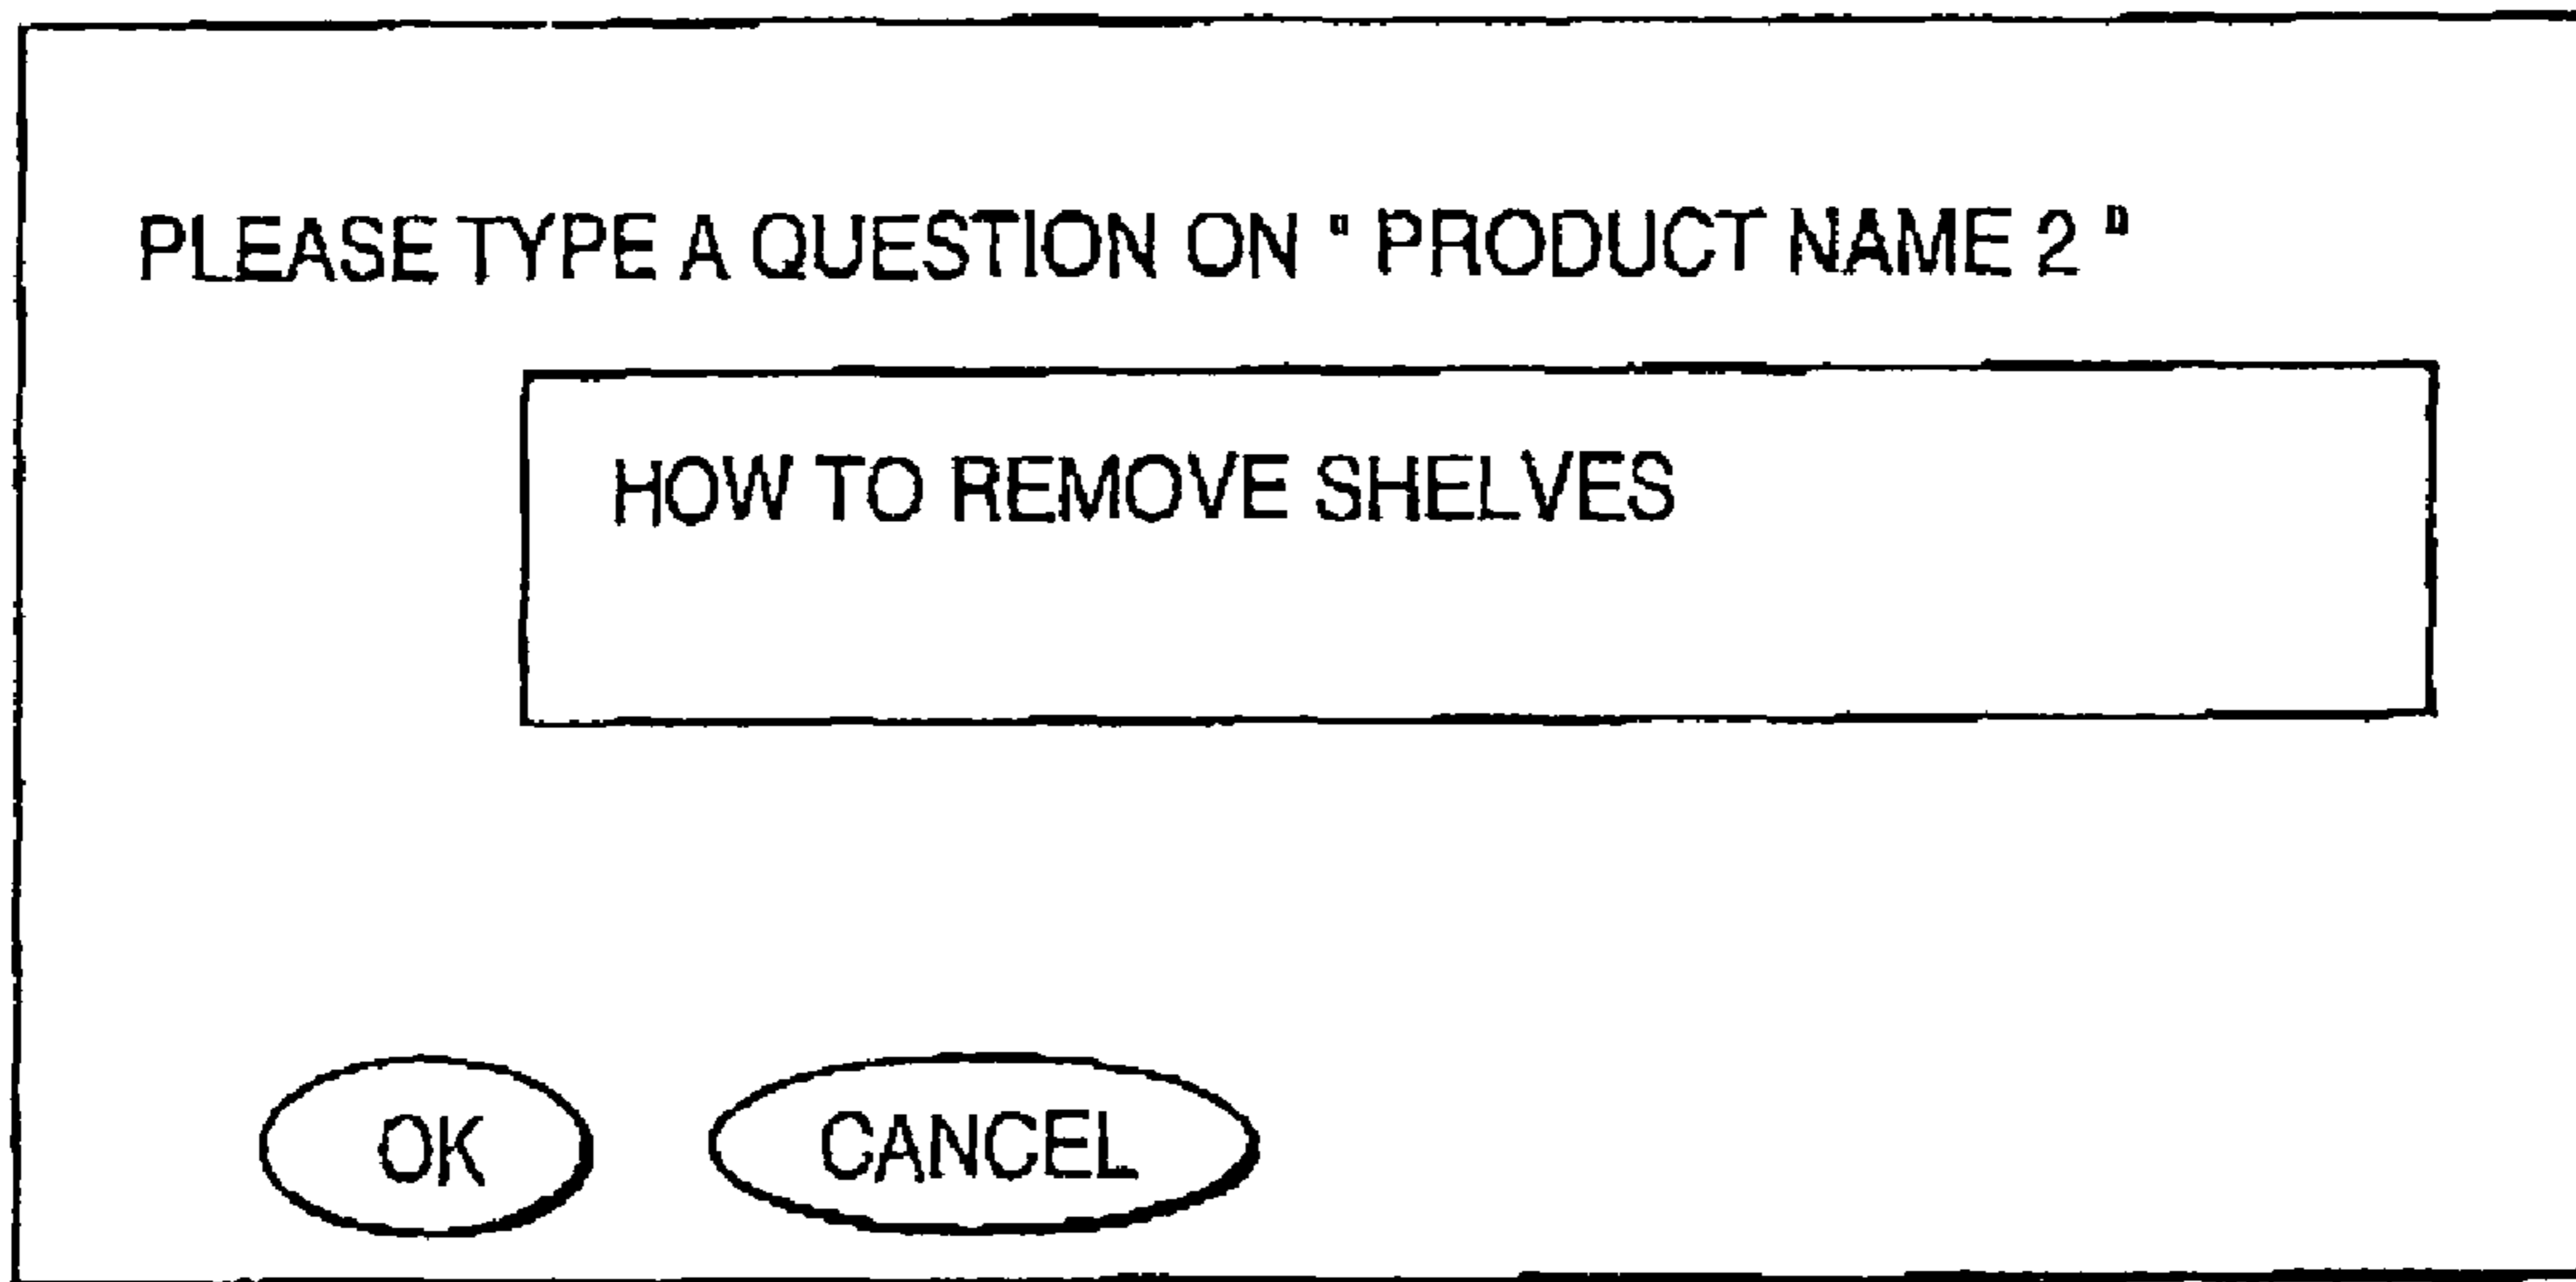 PLEASE TYPE A QUESTION ON " PRODUCT NAME 2 "
HOW TO REMOVE SHELVES
OK CANCEL